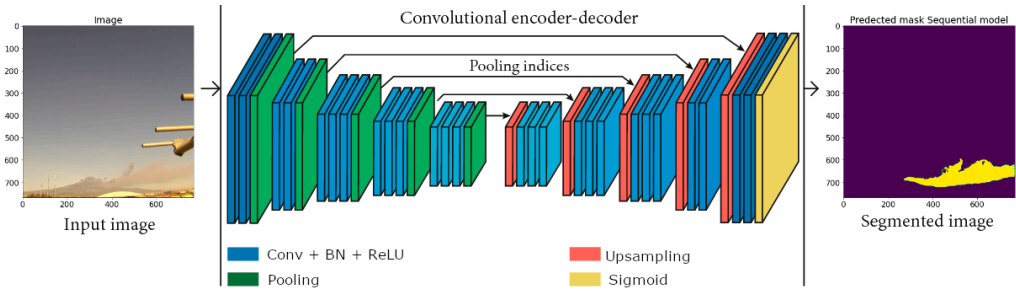 Image
0
100
200
300
400
500
600
700
0
200
400
600
Input image
Convolutional encoder-decoder
Pooling indices
Conv + BN + ReLU
Pooling
Upsampling
Sigmoid
Predected mask Sequential model
0
100
200
300
400
500
600
700
0
200
400
600
Segmented image